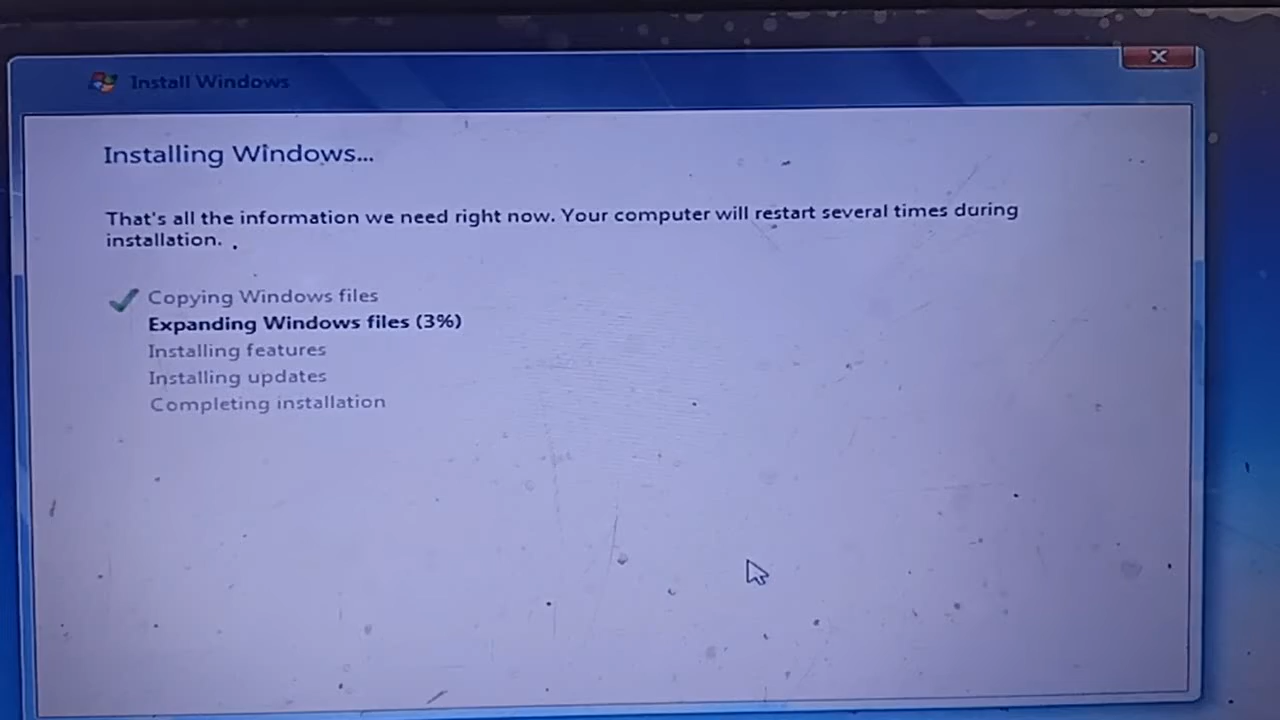 Install Windows
Installing Windows...
That's all the information we need right now. Your computer will restart several times during
installation.
Copying Windows files
Expanding Windows files (3%)
Installing features
Installing updates
Completing installation